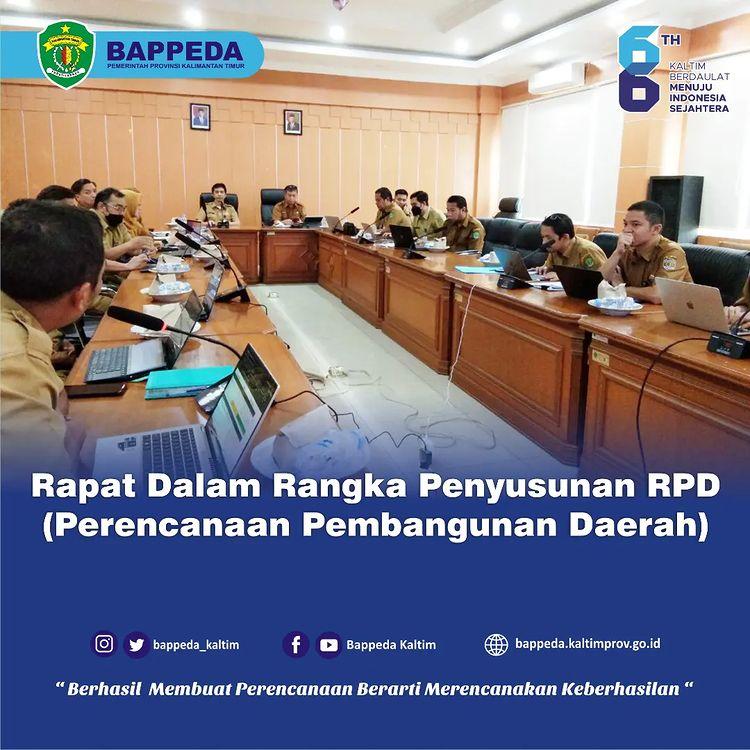 BAPPEDA
PEMERINTAH PROVINSI KALIMANTAN TIMUR
66TH
KALTIM
BERDAULAT
MENUJU
INDONESIA
SEJAHTERA
Rapat Dalam Rangka Penyusunan RPD
(Perencanaan Pembangunan Daerah)
bappeda_kaltim
Bappeda Kaltim
bappeda.kaltimprov.go.id
“ Berhasil Membuat Perencanaan Berarti Merencanakan Keberhasilan “